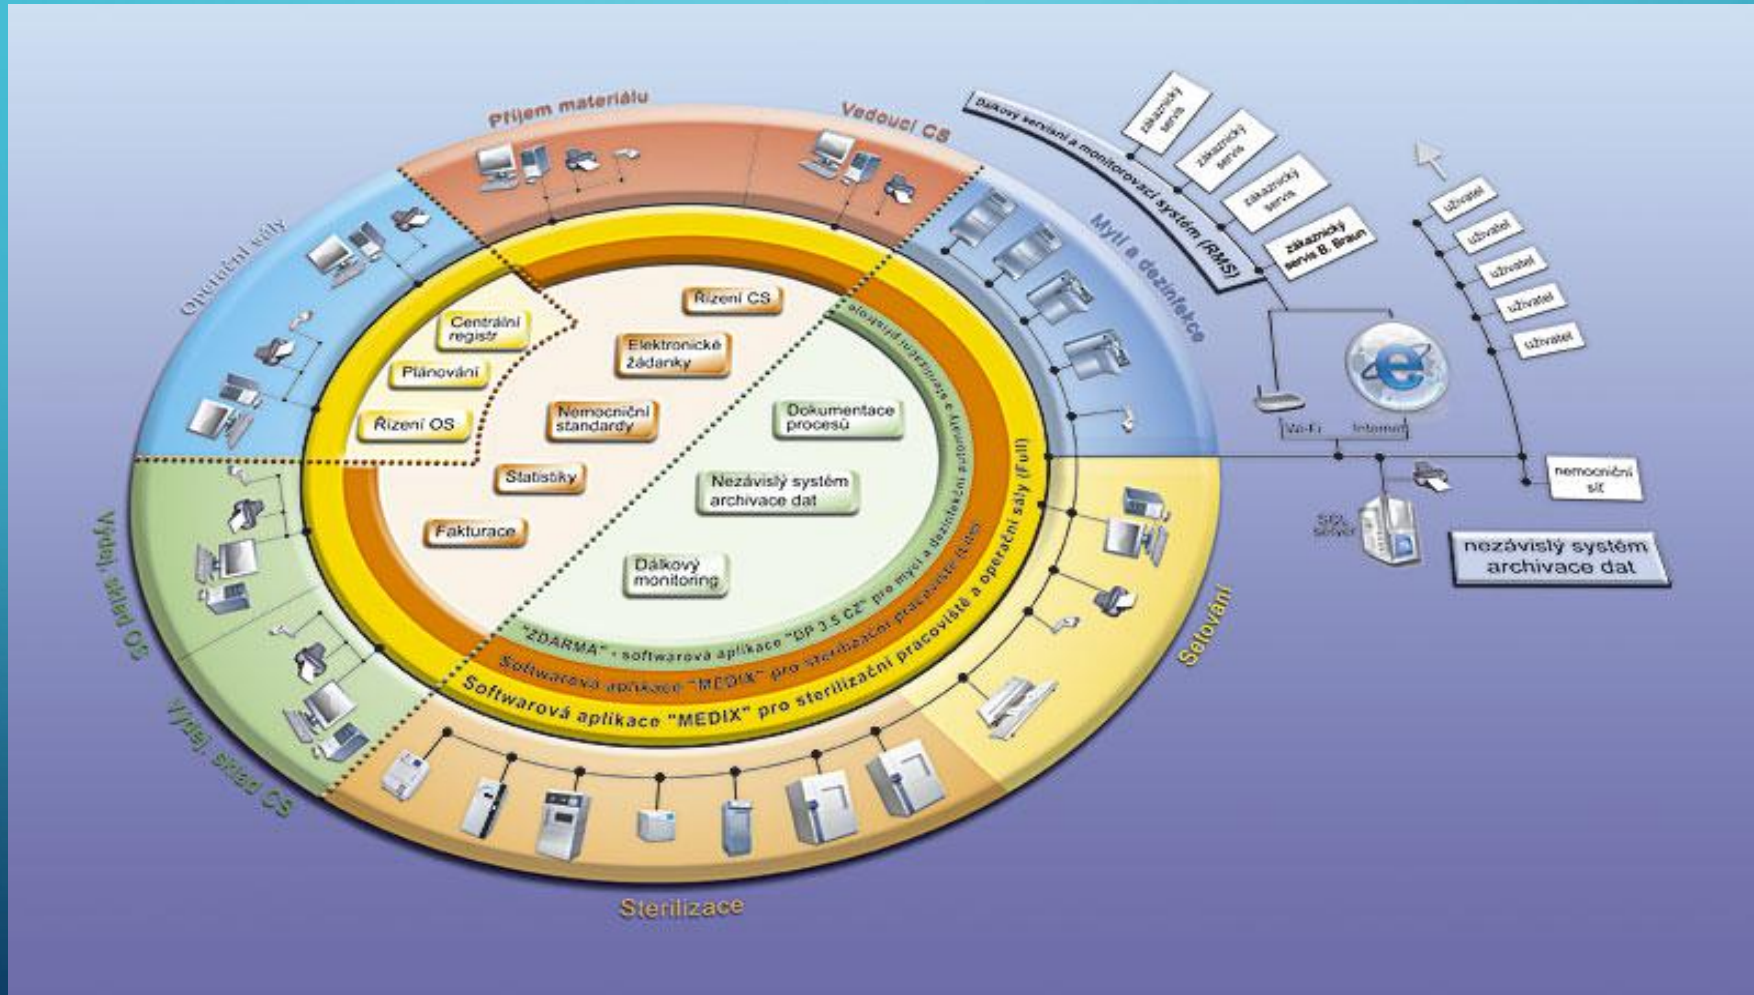 Příjem materiálu
Vedoucí CS
Mytí a dezinfekce
Setování
Sterilizace
Výdej, sklad CS
Výdej, sklad OS
Operační sály
Centrální
registr
Plánování
Řízení OS
Řízení CS
Elektronické
žádanky
Nemocniční
standardy
Statistiky
Fakturace
Dokumentace
procesů
Nezávislý systém
archivace dat
Dálkový
monitoring
"ZDARMA" - softwarová aplikace "DP 3.5 CZ" pro mycí a dezinfekční automaty a sterilizační přístroje
Softwarová aplikace "MEDIX" pro sterilizační pracoviště (Lite)
Softwarová aplikace "MEDIX" pro sterilizační pracoviště a operační sály (Full)
Dálkový servisní a monitorovací systém (RMS)
zákaznický
servis
zákaznický
servis
zákaznický
servis
zákaznický
servis B. Braun
uživatel
uživatel
uživatel
uživatel
uživatel
Wi-Fi
Internet
nemocniční
síť
SQL
server
nezávislý systém
archivace dat